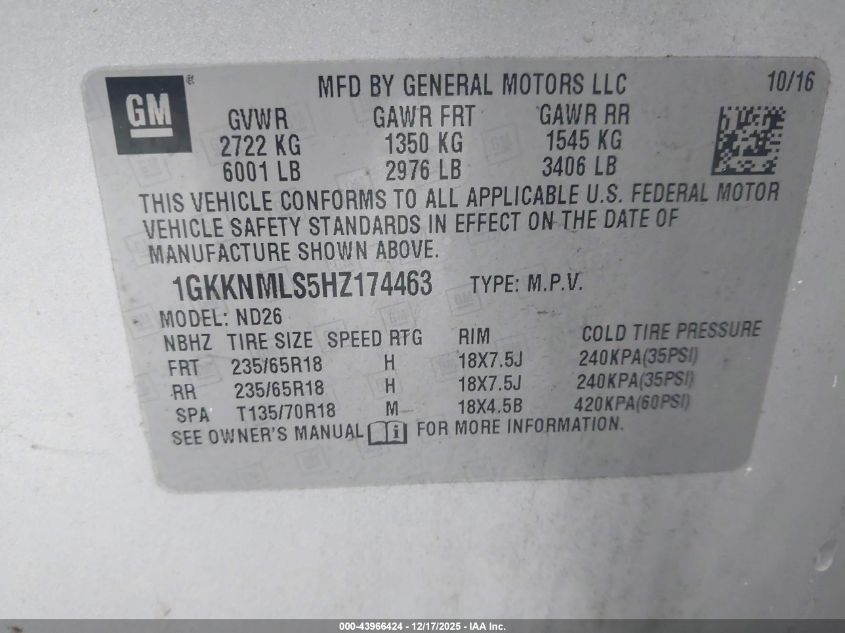 GM ®
MFD BY GENERAL MOTORS LLC 10/16
GVWR GAWR FRT GAWR RR
2722 KG 1350 KG 1545 KG
6001 LB 2976 LB 3406 LB
THIS VEHICLE CONFORMS TO ALL APPLICABLE U.S. FEDERAL MOTOR
VEHICLE SAFETY STANDARDS IN EFFECT ON THE DATE OF
MANUFACTURE SHOWN ABOVE.
1GKKNMLS5HZ174463 TYPE: M.P.V.
MODEL: ND26
NBHZ TIRE SIZE SPEED RTG RIM COLD TIRE PRESSURE
FRT 235/65R18 H 18X7.5J 240KPA(35PSI)
RR 235/65R18 H 18X7.5J 240KPA(35PSI)
SPA T135/70R18 M 18X4.5B 420KPA(60PSI)
SEE OWNER'S MANUAL i FOR MORE INFORMATION.
000-43966424 - 12/17/2025 - IAA Inc.